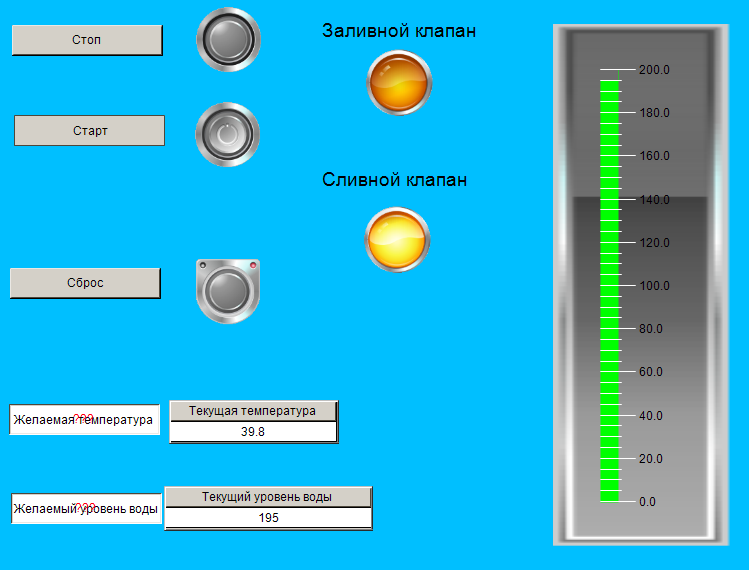 Стоп
Заливной клапан
Старт
Сливной клапан
Сброс
Желаемая температура
???
Текущая температура
39.8
Желаемый уровень воды
???
Текущий уровень воды
195
200.0
180.0
160.0
140.0
120.0
100.0
80.0
60.0
40.0
20.0
0.0